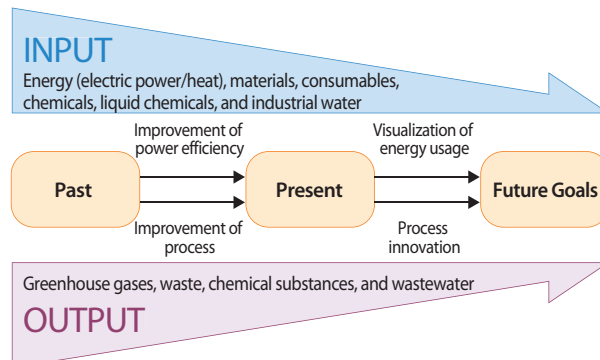 INPUT
Energy (electric power/heat), materials, consumables,
chemicals, liquid chemicals, and industrial water
Improvement of
power efficiency
Visualization of
energy usage
Past
Present
Future Goals
Improvement of
process
Process
innovation
Greenhouse gases, waste, chemical substances, and wastewater
OUTPUT